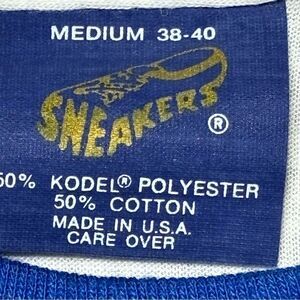 MEDIUM 38-40
SNEAKERS ®
50% KODEL® POLYESTER
50% COTTON
MADE IN U.S.A.
CARE OVER